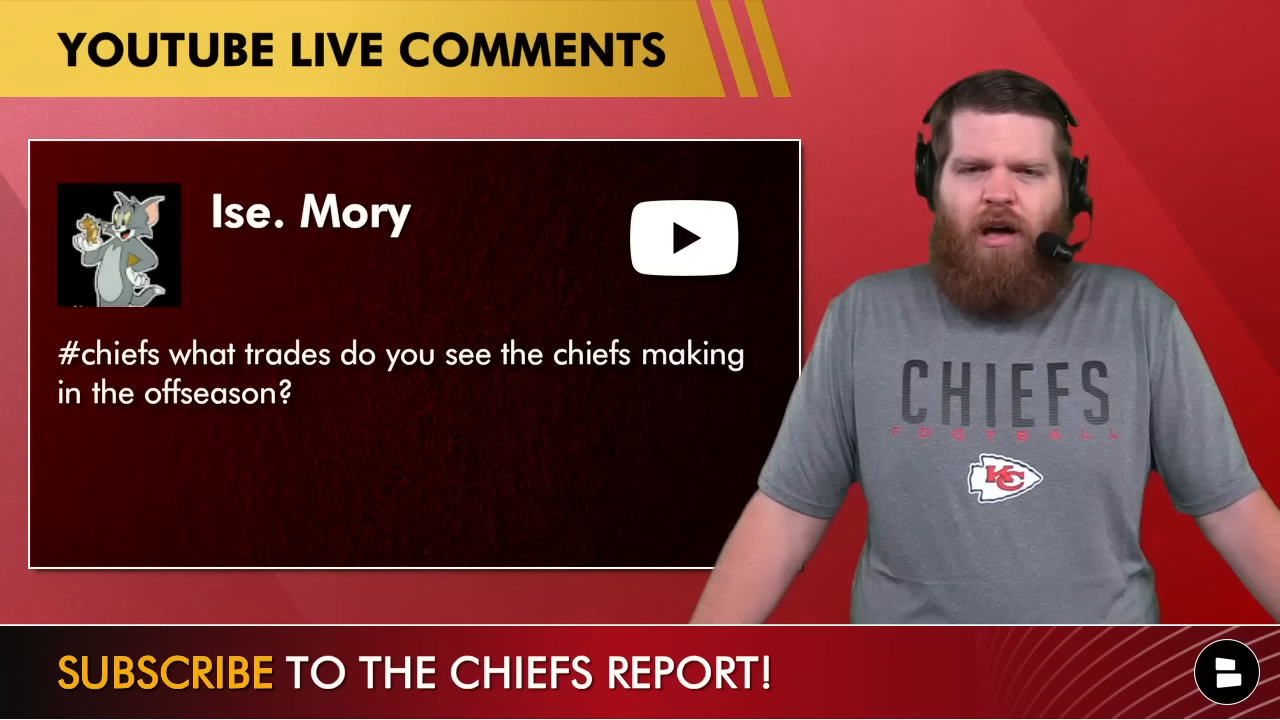 YOUTUBE LIVE COMMENTS
Ise. Mory
#chiefs what trades do you see the chiefs making
in the offseason?
CHIEFS
FOOTBALL
KC
SUBSCRIBE TO THE CHIEFS REPORT!